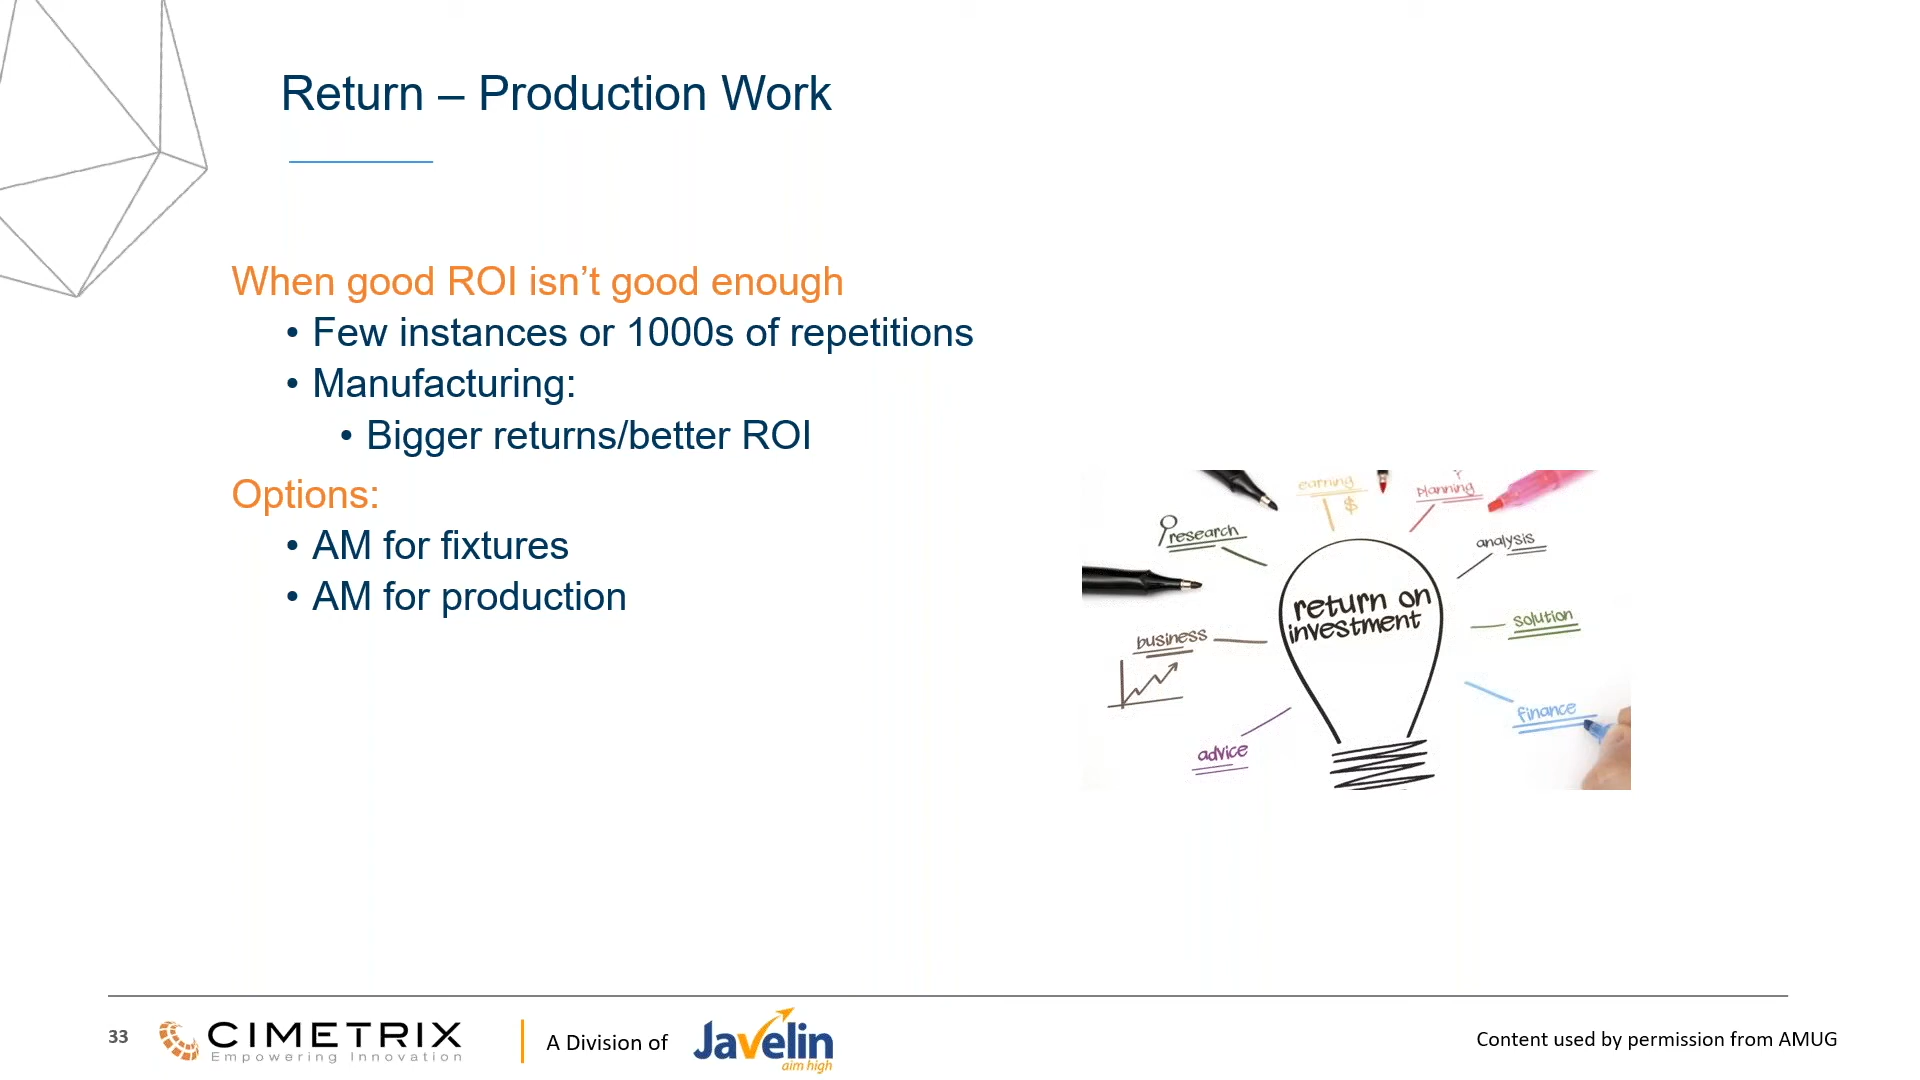 Return – Production Work
When good ROI isn’t good enough
• Few instances or 1000s of repetitions
• Manufacturing:
• Bigger returns/better ROI
Options:
• AM for fixtures
• AM for production
earning
$
planning
research
analysis
return on
investment
solution
business
finance
advice
33
CIMETRIX
Empowering Innovation
A Division of
Javelin
aim high
Content used by permission from AMUG